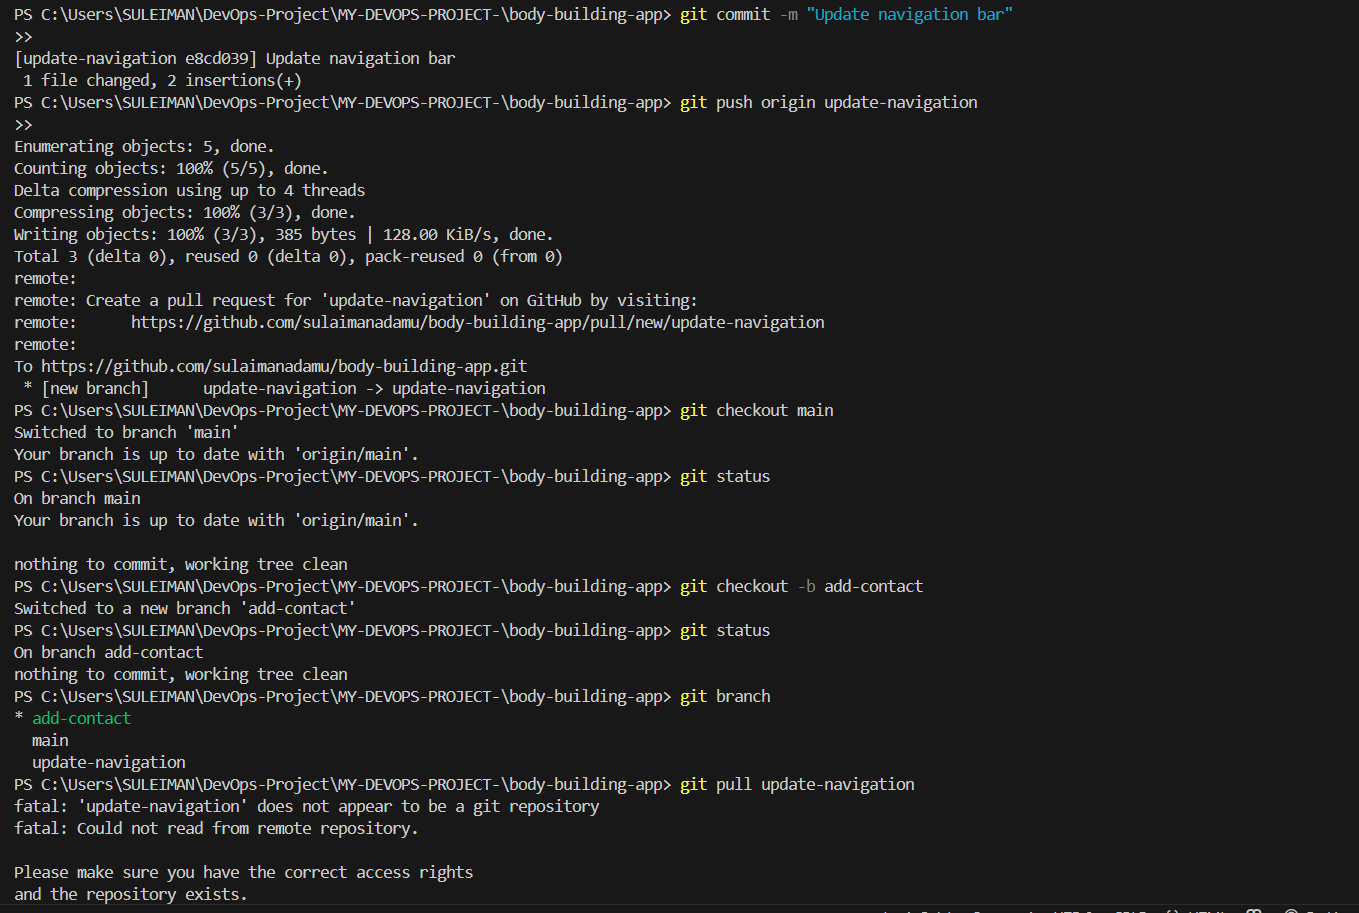 PS C:\Users\SULEIMAN\DevOps-Project\MY-DEVOPS-PROJECT-\body-building-app> git commit -m "Update navigation bar"
>>
[update-navigation e8cd039] Update navigation bar
 1 file changed, 2 insertions(+)
PS C:\Users\SULEIMAN\DevOps-Project\MY-DEVOPS-PROJECT-\body-building-app> git push origin update-navigation
>>
Enumerating objects: 5, done.
Counting objects: 100% (5/5), done.
Delta compression using up to 4 threads
Compressing objects: 100% (3/3), done.
Writing objects: 100% (3/3), 385 bytes | 128.00 KiB/s, done.
Total 3 (delta 0), reused 0 (delta 0), pack-reused 0 (from 0)
remote:
remote: Create a pull request for 'update-navigation' on GitHub by visiting:
remote:      https://github.com/sulaimanadamu/body-building-app/pull/new/update-navigation
remote:
To https://github.com/sulaimanadamu/body-building-app.git
 * [new branch]      update-navigation -> update-navigation
PS C:\Users\SULEIMAN\DevOps-Project\MY-DEVOPS-PROJECT-\body-building-app> git checkout main
Switched to branch 'main'
Your branch is up to date with 'origin/main'.
PS C:\Users\SULEIMAN\DevOps-Project\MY-DEVOPS-PROJECT-\body-building-app> git status
On branch main
Your branch is up to date with 'origin/main'.

nothing to commit, working tree clean
PS C:\Users\SULEIMAN\DevOps-Project\MY-DEVOPS-PROJECT-\body-building-app> git checkout -b add-contact
Switched to a new branch 'add-contact'
PS C:\Users\SULEIMAN\DevOps-Project\MY-DEVOPS-PROJECT-\body-building-app> git status
On branch add-contact
nothing to commit, working tree clean
PS C:\Users\SULEIMAN\DevOps-Project\MY-DEVOPS-PROJECT-\body-building-app> git branch
* add-contact
  main
  update-navigation
PS C:\Users\SULEIMAN\DevOps-Project\MY-DEVOPS-PROJECT-\body-building-app> git pull update-navigation
fatal: 'update-navigation' does not appear to be a git repository
fatal: Could not read from remote repository.

Please make sure you have the correct access rights
and the repository exists.